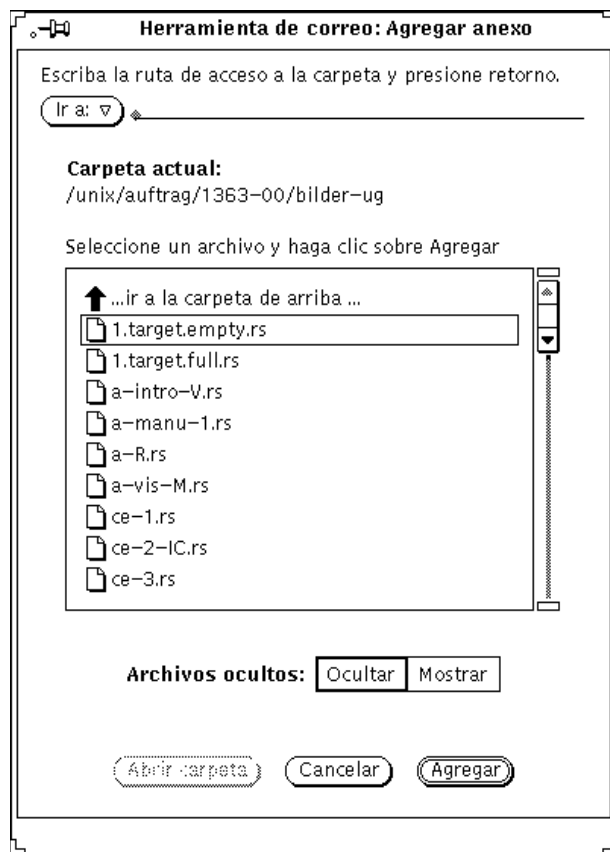 Herramienta de correo: Agregar anexo
Escriba la ruta de acceso a la carpeta y presione retorno.
Ir a:
Carpeta actual:
/unix/auftrag/1363-00/bilder-ug
Seleccione un archivo y haga clic sobre Agregar
...ir a la carpeta de arriba ...
1.target.empty.rs
1.target.full.rs
a-intro-V.rs
a-manu-1.rs
a-R.rs
a-vis-M.rs
ce-1.rs
ce-2-IC.rs
ce-3.rs
Archivos ocultos: Ocultar Mostrar
Abrir carpeta Cancelar Agregar